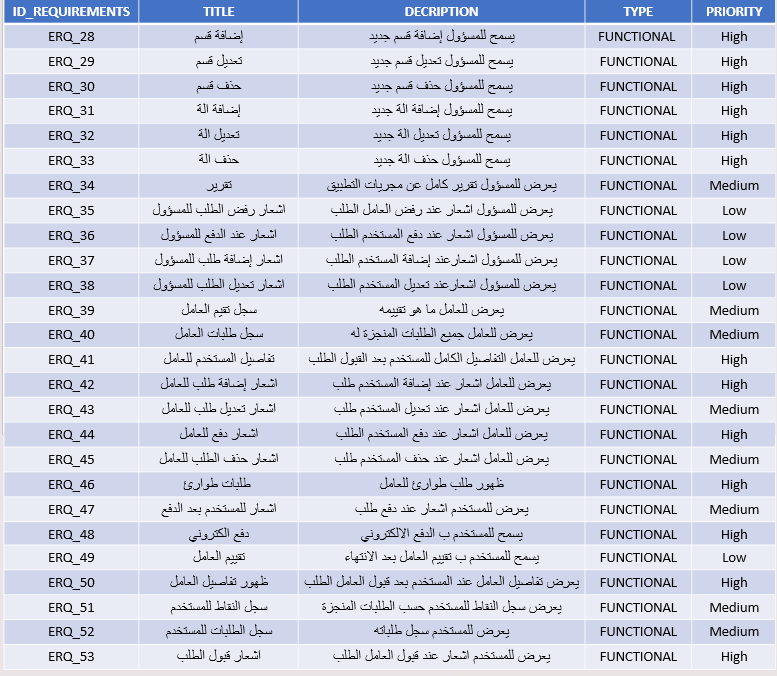 ID_REQUIREMENTS TITLE DECRIPTION TYPE PRIORITY
ERQ_28 إضافة قسم يسمح للمسؤول إضافة قسم جديد FUNCTIONAL High
ERQ_29 تعديل قسم يسمح للمسؤول تعديل قسم جديد FUNCTIONAL High
ERQ_30 حذف قسم يسمح للمسؤول حذف قسم جديد FUNCTIONAL High
ERQ_31 إضافة الة يسمح للمسؤول إضافة الة جديد FUNCTIONAL High
ERQ_32 تعديل الة يسمح للمسؤول تعديل الة جديد FUNCTIONAL High
ERQ_33 حذف الة يسمح للمسؤول حذف الة جديد FUNCTIONAL High
ERQ_34 تقرير يعرض للمسؤول تقرير كامل عن مجريات التطبيق FUNCTIONAL Medium
ERQ_35 اشعار رفض الطلب للمسؤول يعرض للمسؤول اشعار عند رفض العامل الطلب FUNCTIONAL Low
ERQ_36 اشعار عند الدفع للمسؤول يعرض للمسؤول اشعار عند دفع المستخدم الطلب FUNCTIONAL Low
ERQ_37 اشعار إضافة طلب للمسؤول يعرض للمسؤول اشعارعند إضافة المستخدم الطلب FUNCTIONAL Low
ERQ_38 اشعار تعديل الطلب للمسؤول يعرض للمسؤول اشعارعند تعديل المستخدم الطلب FUNCTIONAL Low
ERQ_39 سجل تقيم العامل يعرض للعامل ما هو تقييمه FUNCTIONAL Medium
ERQ_40 سجل طلبات العامل يعرض للعامل جميع الطلبات المنجزة له FUNCTIONAL Medium
ERQ_41 تفاصيل المستخدم للعامل يعرض للعامل التفاصيل الكامل للمستخدم بعد القبول الطلب FUNCTIONAL High
ERQ_42 اشعار إضافة طلب للعامل يعرض للعامل اشعار عند إضافة المستخدم طلب FUNCTIONAL High
ERQ_43 اشعار تعديل طلب للعامل يعرض للعامل اشعار عند تعديل المستخدم طلب FUNCTIONAL Medium
ERQ_44 اشعار دفع للعامل يعرض للعامل اشعار عند دفع المستخدم الطلب FUNCTIONAL High
ERQ_45 اشعار حذف الطلب للعامل يعرض للعامل اشعار عند حذف المستخدم طلب FUNCTIONAL Medium
ERQ_46 طلبات طوارئ ظهور طلب طوارئ للعامل FUNCTIONAL High
ERQ_47 اشعار للمستخدم بعد الدفع يعرض للمستخدم اشعار عند دفع طلب FUNCTIONAL Medium
ERQ_48 دفع الكتروني يسمح للمستخدم ب الدفع الالكتروني FUNCTIONAL High
ERQ_49 تقييم العامل يسمح للمستخدم ب تقييم العامل بعد الانتهاء FUNCTIONAL Low
ERQ_50 ظهور تفاصيل العامل يعرض تفاصيل العامل عند المستخدم بعد قبول العامل الطلب FUNCTIONAL High
ERQ_51 سجل النقاط للمستخدم يعرض سجل النقاط للمستخدم حسب الطلبات المنجزة FUNCTIONAL Medium
ERQ_52 سجل الطلبات للمستخدم يعرض للمستخدم سجل طلباته FUNCTIONAL Medium
ERQ_53 اشعار قبول الطلب يعرض للمستخدم اشعار عند قبول العامل الطلب FUNCTIONAL High